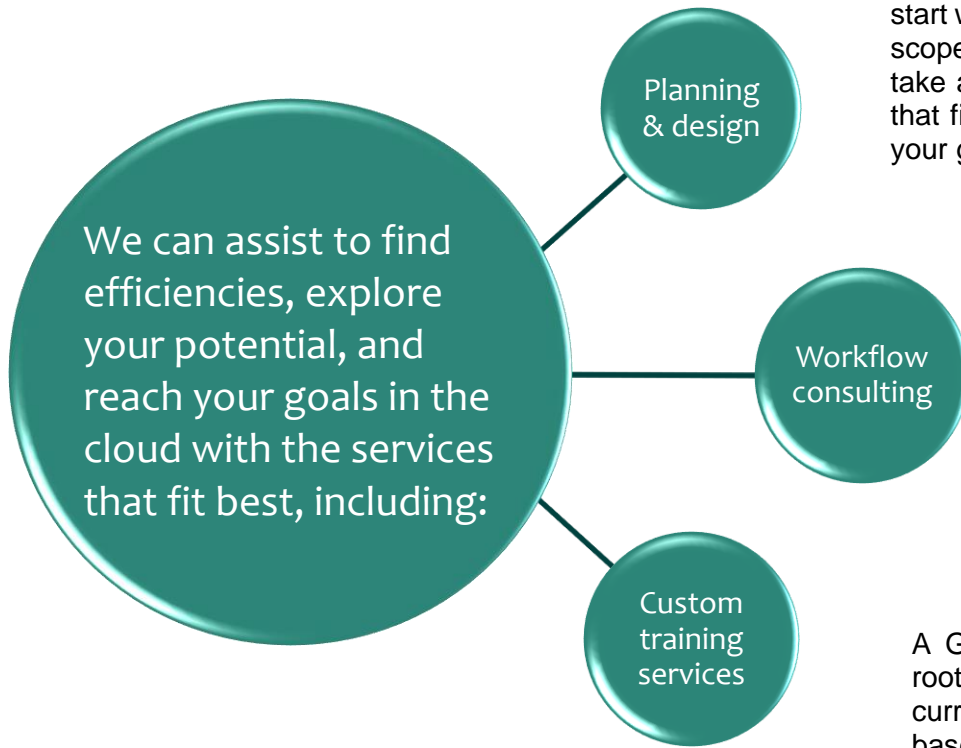 We can assist to find
efficiencies, explore
your potential, and
reach your goals in the
cloud with the services
that fit best, including:
Planning
& design
Workflow
consulting
Custom
training
services
start
scope
take
that
your
A
root
curr
base